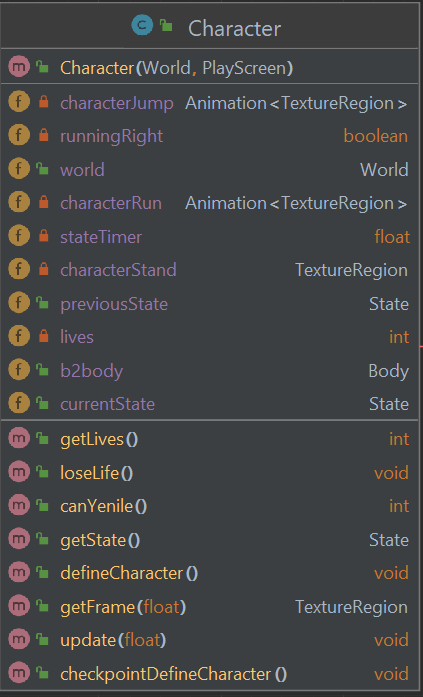 Character
Character(World, PlayScreen)
characterJump Animation<TextureRegion>
runningRight boolean
world World
characterRun Animation<TextureRegion>
stateTimer float
characterStand TextureRegion
previousState State
lives int
b2body Body
currentState State
getLives() int
loseLife() void
canYenile() int
getState() State
defineCharacter() void
getFrame(float) TextureRegion
update(float) void
checkpointDefineCharacter() void